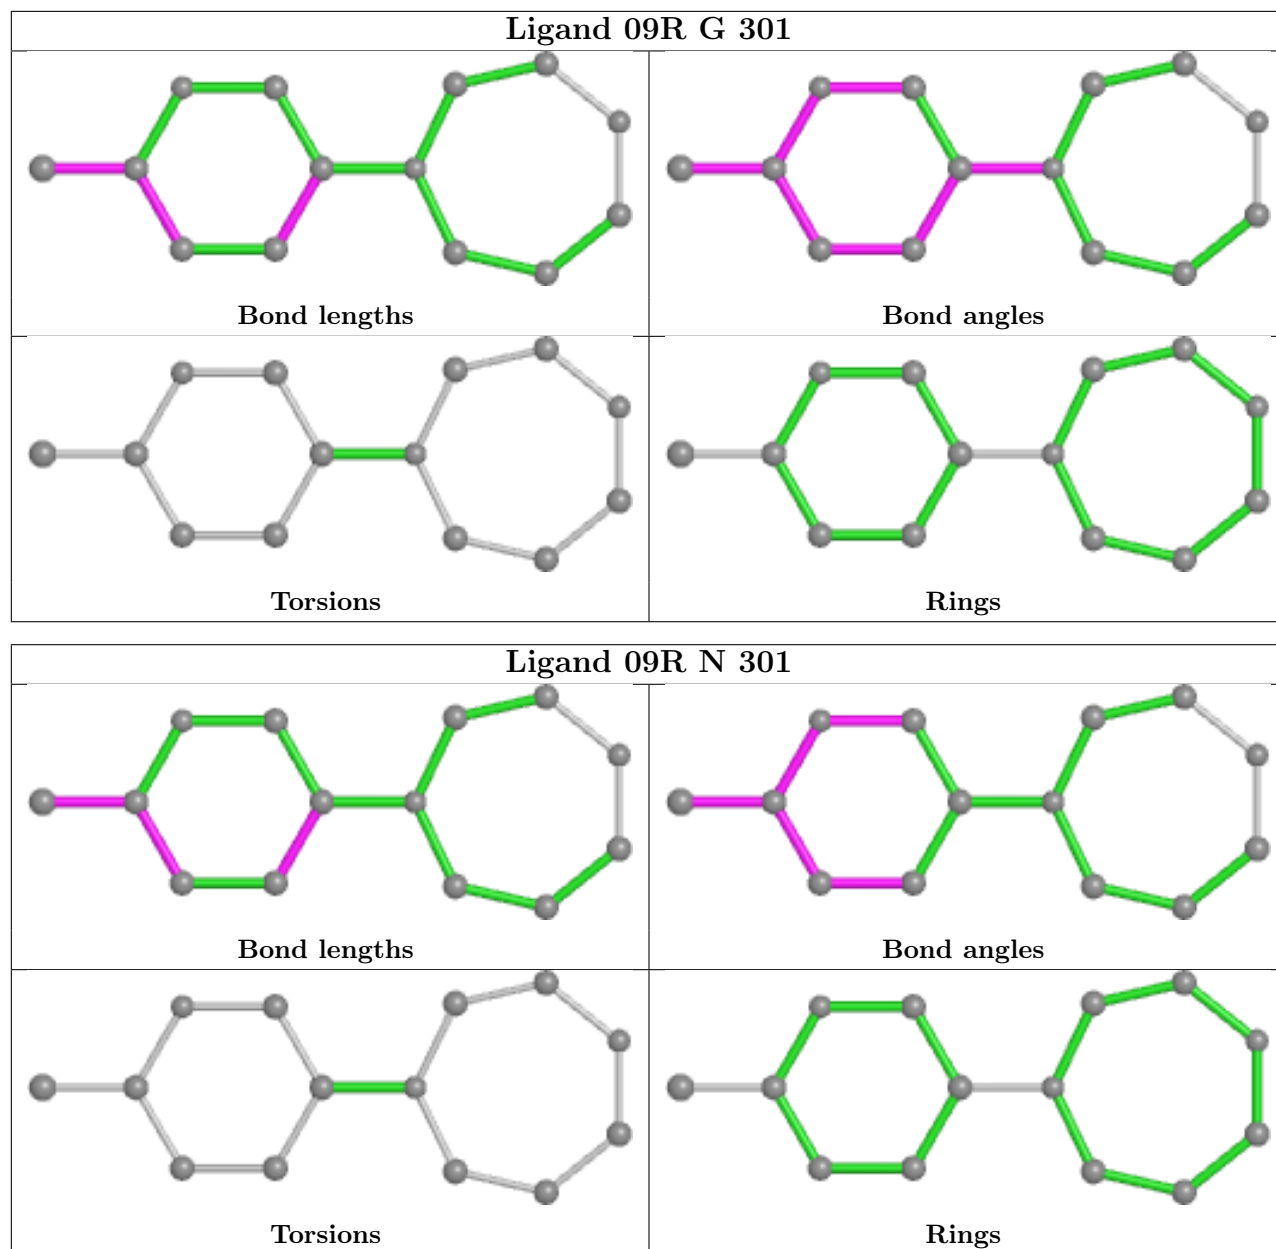 Ligand 09R G 301
Bond lengths
Bond angles
Torsions
Rings
Ligand 09R N 301
Bond lengths
Bond angles
Torsions
Rings